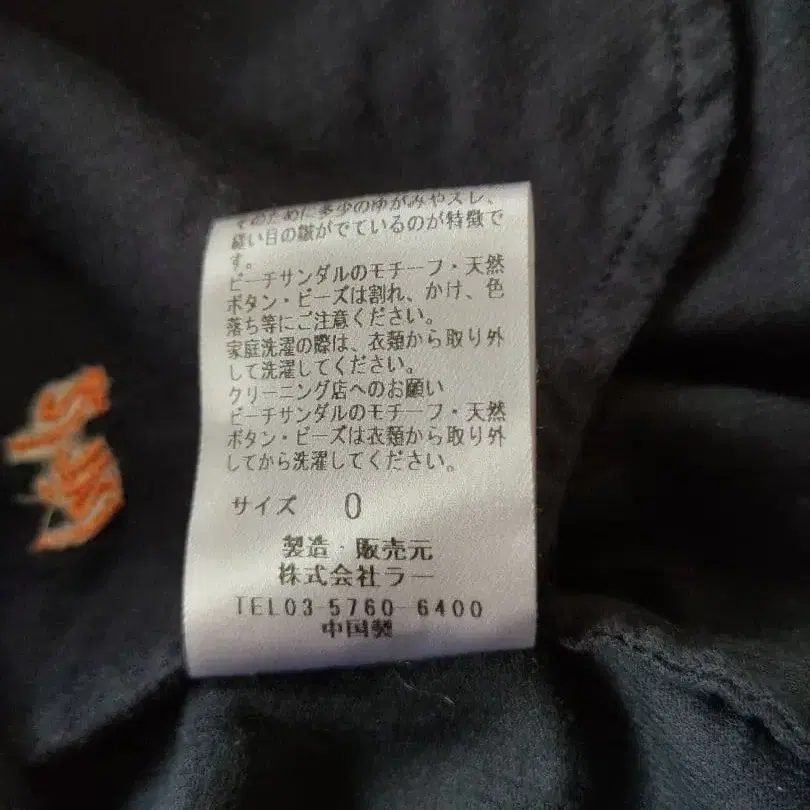 そのために多少のゆがみやズレ、
縫い目の皺がでているのが特徴で
す。
ビーチサンダルのモチーフ・天然
ボタン・ビーズは割れ、かけ、色
落ち等にご注意ください。
家庭洗濯の際は、衣類から取り外
して洗濯してください。
クリーニング店へのお願い
ビーチサンダルのモチーフ・天然
ボタン・ビーズは衣類から取り外
してから洗濯してください。
サイズ 0
製造・販売元
株式会社ラー
TEL03-5760-6400
中国製